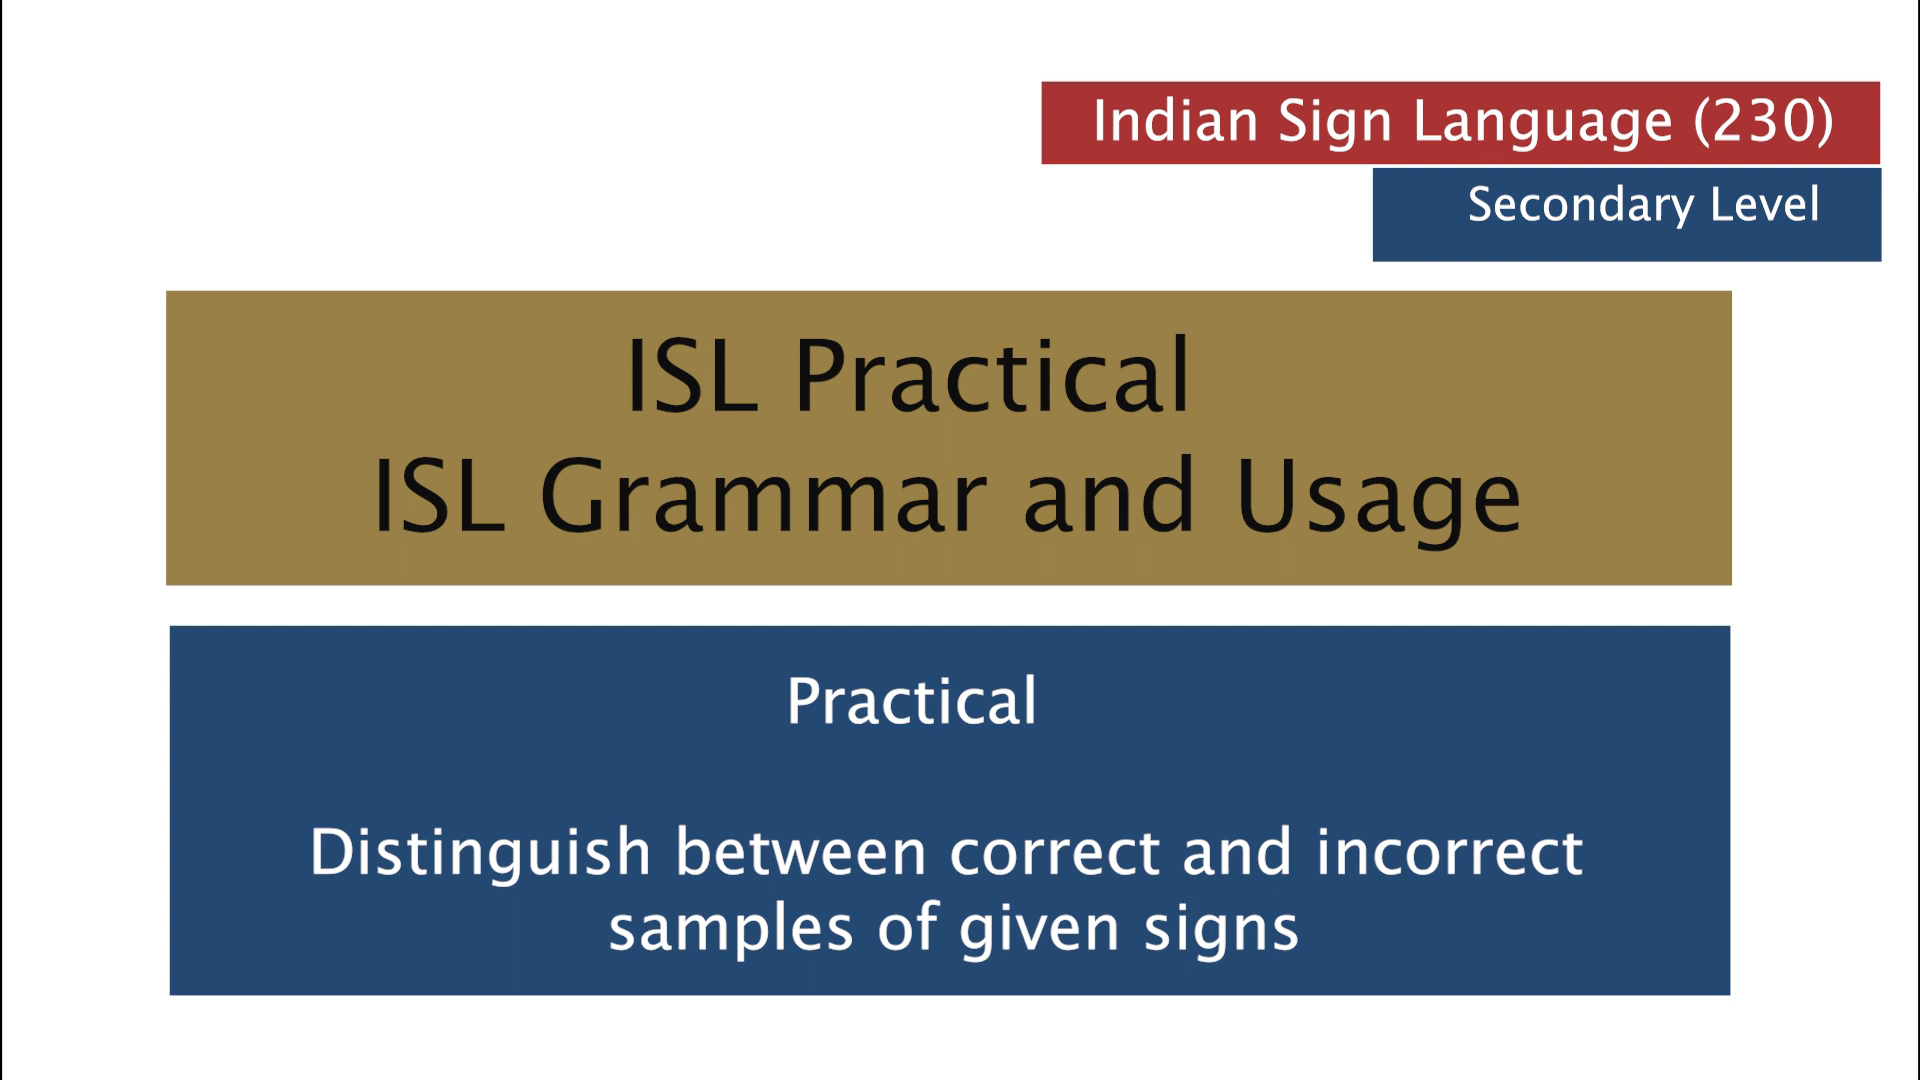 Indian Sign Language (230)
Secondary Level
ISL Practical
ISL Grammar and Usage
Practical
Distinguish between correct and incorrect
samples of given signs